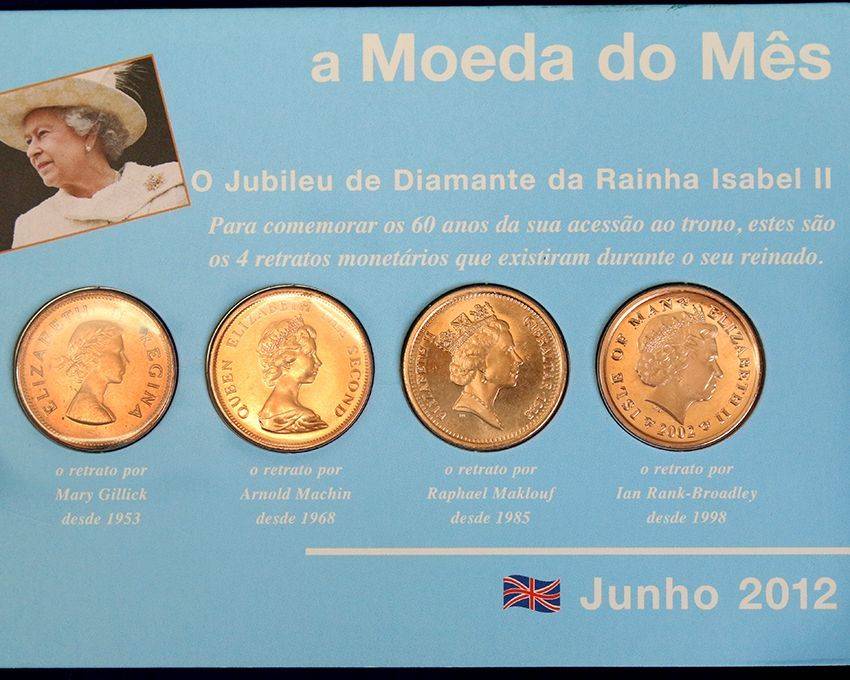 a Moeda do Mês
O Jubileu de Diamante da Rainha Isabel II
Para comemorar os 60 anos da sua acessão ao trono, estes são
os 4 retratos monetários que existiram durante o seu reinado.
ELIZABETH II REGINA
QUEEN ELIZABETH THE SECOND
ELIZABETH II GIBRALTAR
ISLE OF MAN ELIZABETH II
2002
o retrato por
Mary Gillick
desde 1953
o retrato por
Arnold Machin
desde 1968
o retrato por
Raphael Maklouf
desde 1985
o retrato por
Ian Rank-Broadley
desde 1998
Junho 2012